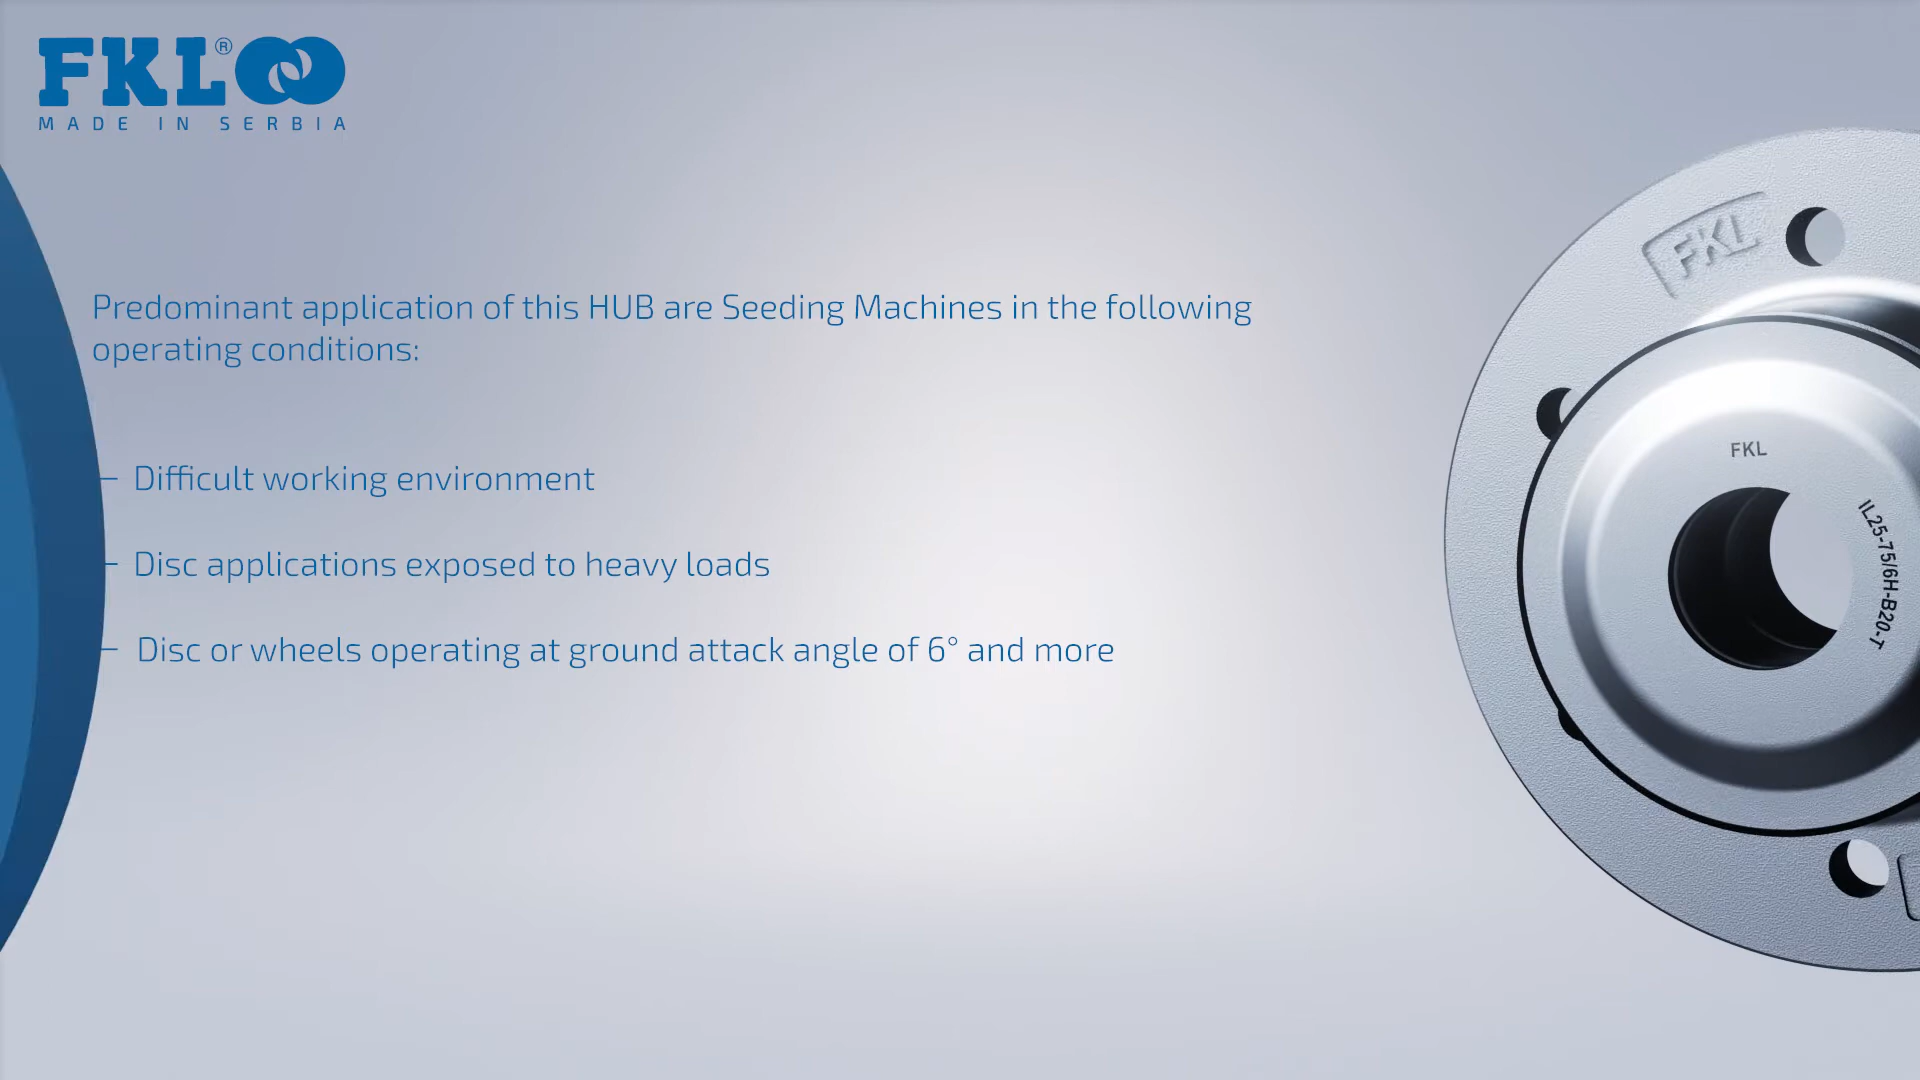 FKL®
MADE IN SERBIA
Predominant application of this HUB are Seeding Machines in the following
operating conditions:
– Difficult working environment
– Disc applications exposed to heavy loads
– Disc or wheels operating at ground attack angle of 6° and more
FKL
FKL
IL25-75/6H-B20-T